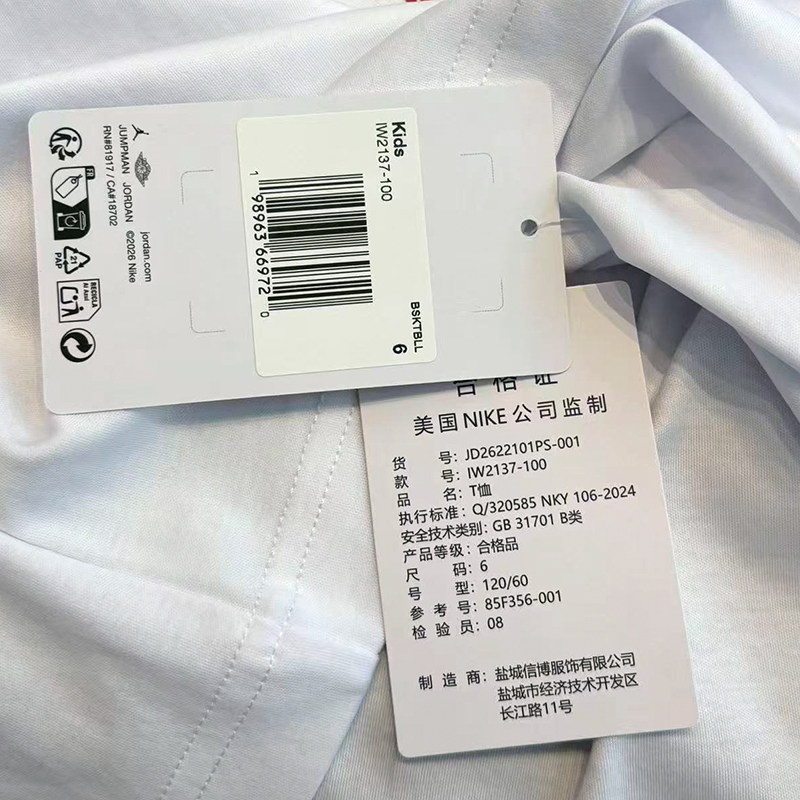 Kids
IW2137-100
1 98963 66972 0
BSKTBLL
6
JUMPMAN JORDAN
RN#81917 / CA#18702
jordan.com
©2026 Nike
FR
21
PAP
RECICLA
Al Azul
合格证
美国NIKE公司监制
货号：JD2622101PS-001
款号：IW2137-100
品名：T恤
执行标准：Q/320585 NKY 106-2024
安全技术类别：GB 31701 B类
产品等级：合格品
尺码：6
号型：120/60
参考号：85F356-001
检验员：08
制造商：盐城信博服饰有限公司
盐城市经济技术开发区
长江路11号